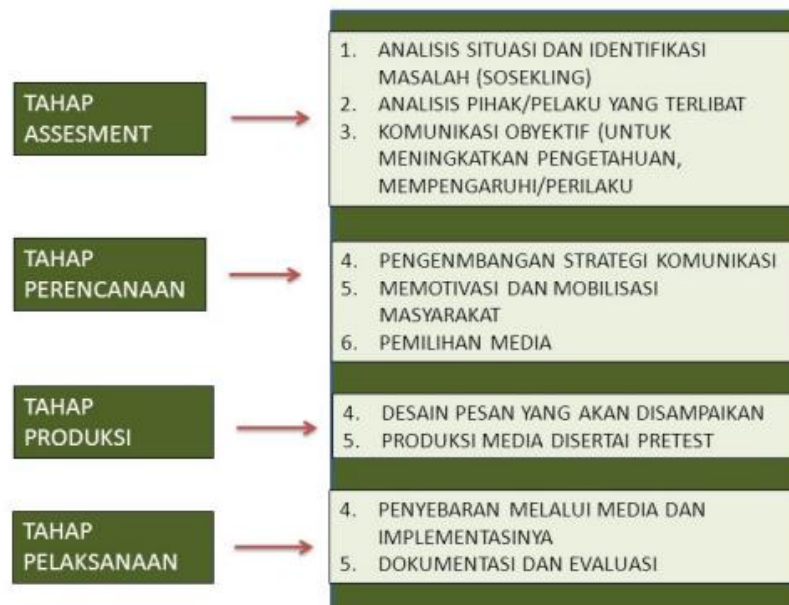 TAHAP
ASSESMENT
1. ANALISIS SITUASI DAN IDENTIFIKASI
MASALAH (SOSEKLING)
2. ANALISIS PIHAK/PELAKU YANG TERLIBAT
3. KOMUNIKASI OBYEKTIF (UNTUK
MENINGKATKAN PENGETAHUAN,
MEMPENGARUHI/PERILAKU
TAHAP
PERENCANAAN
4. PENGENMBANGAN STRATEGI KOMUNIKASI
5. MEMOTIVASI DAN MOBILISASI
MASYARAKAT
6. PEMILIHAN MEDIA
TAHAP
PRODUKSI
4. DESAIN PESAN YANG AKAN DISAMPAIKAN
5. PRODUKSI MEDIA DISERTAI PRETEST
TAHAP
PELAKSANAAN
4. PENYEBARAN MELALUI MEDIA DAN
IMPLEMENTASINYA
5. DOKUMENTASI DAN EVALUASI